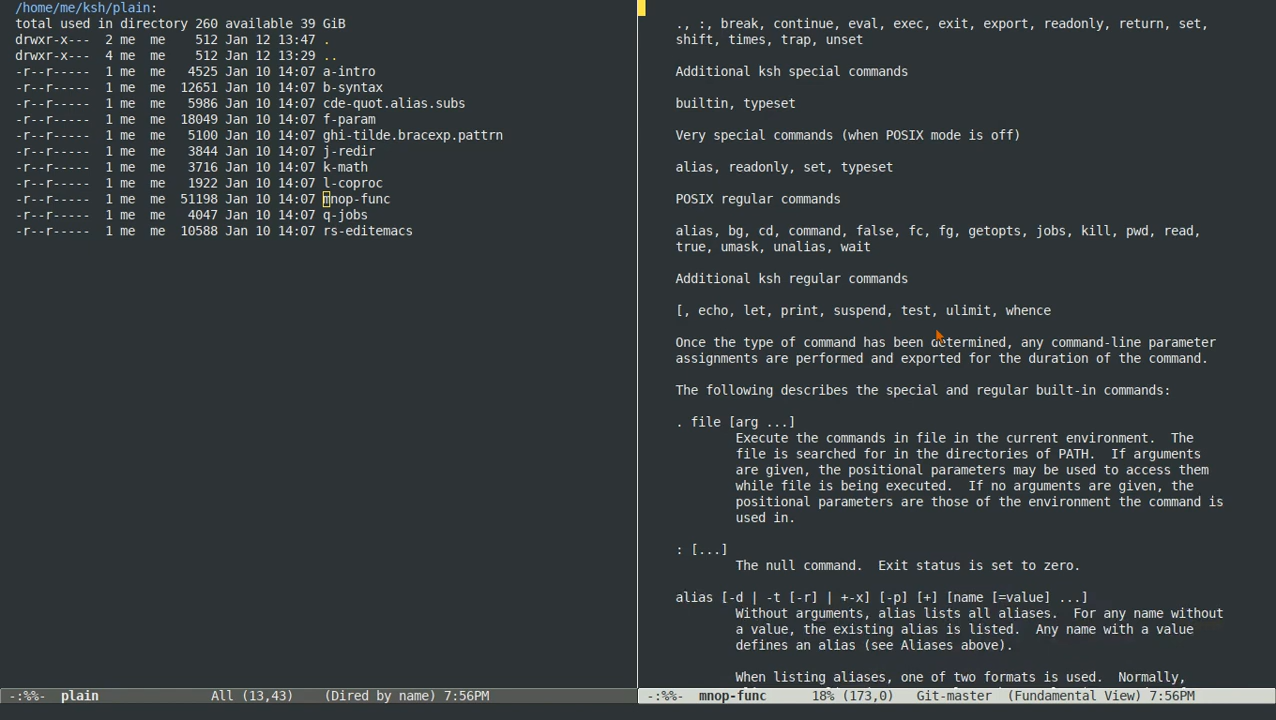 /home/me/ksh/plain:
total used in directory 260 available 39 GiB
drwxr-x--- 2 me me 512 Jan 12 13:47 .
drwxr-x--- 4 me me 512 Jan 12 13:29 ..
-r--r----- 1 me me 4525 Jan 10 14:07 a-intro
-r--r----- 1 me me 12651 Jan 10 14:07 b-syntax
-r--r----- 1 me me 5986 Jan 10 14:07 cde-quot.alias.subs
-r--r----- 1 me me 18049 Jan 10 14:07 f-param
-r--r----- 1 me me 5100 Jan 10 14:07 ghi-tilde.bracexp.pattrn
-r--r----- 1 me me 3844 Jan 10 14:07 j-redir
-r--r----- 1 me me 3716 Jan 10 14:07 k-math
-r--r----- 1 me me 1922 Jan 10 14:07 l-coproc
-r--r----- 1 me me 51198 Jan 10 14:07 mnop-func
-r--r----- 1 me me 4047 Jan 10 14:07 q-jobs
-r--r----- 1 me me 10588 Jan 10 14:07 rs-editemacs
-:%%- plain All (13,43) (Dired by name) 7:56PM
., :, break, continue, eval, exec, exit, export, readonly, return, set,
shift, times, trap, unset
Additional ksh special commands
builtin, typeset
Very special commands (when POSIX mode is off)
alias, readonly, set, typeset
POSIX regular commands
alias, bg, cd, command, false, fc, fg, getopts, jobs, kill, pwd, read,
true, umask, unalias, wait
Additional ksh regular commands
[, echo, let, print, suspend, test, ulimit, whence
Once the type of command has been determined, any command-line parameter
assignments are performed and exported for the duration of the command.
The following describes the special and regular built-in commands:
. file [arg ...]
Execute the commands in file in the current environment. The
file is searched for in the directories of PATH. If arguments
are given, the positional parameters may be used to access them
while file is being executed. If no arguments are given, the
positional parameters are those of the environment the command is
used in.
: [...]
The null command. Exit status is set to zero.
alias [-d | -t [-r] | +-x] [-p] [+] [name [=value] ...]
Without arguments, alias lists all aliases. For any name without
a value, the existing alias is listed. Any name with a value
defines an alias (see Aliases above).
When listing aliases, one of two formats is used. Normally,
-:%%- mnop-func 18% (173,0) Git-master (Fundamental View) 7:56PM